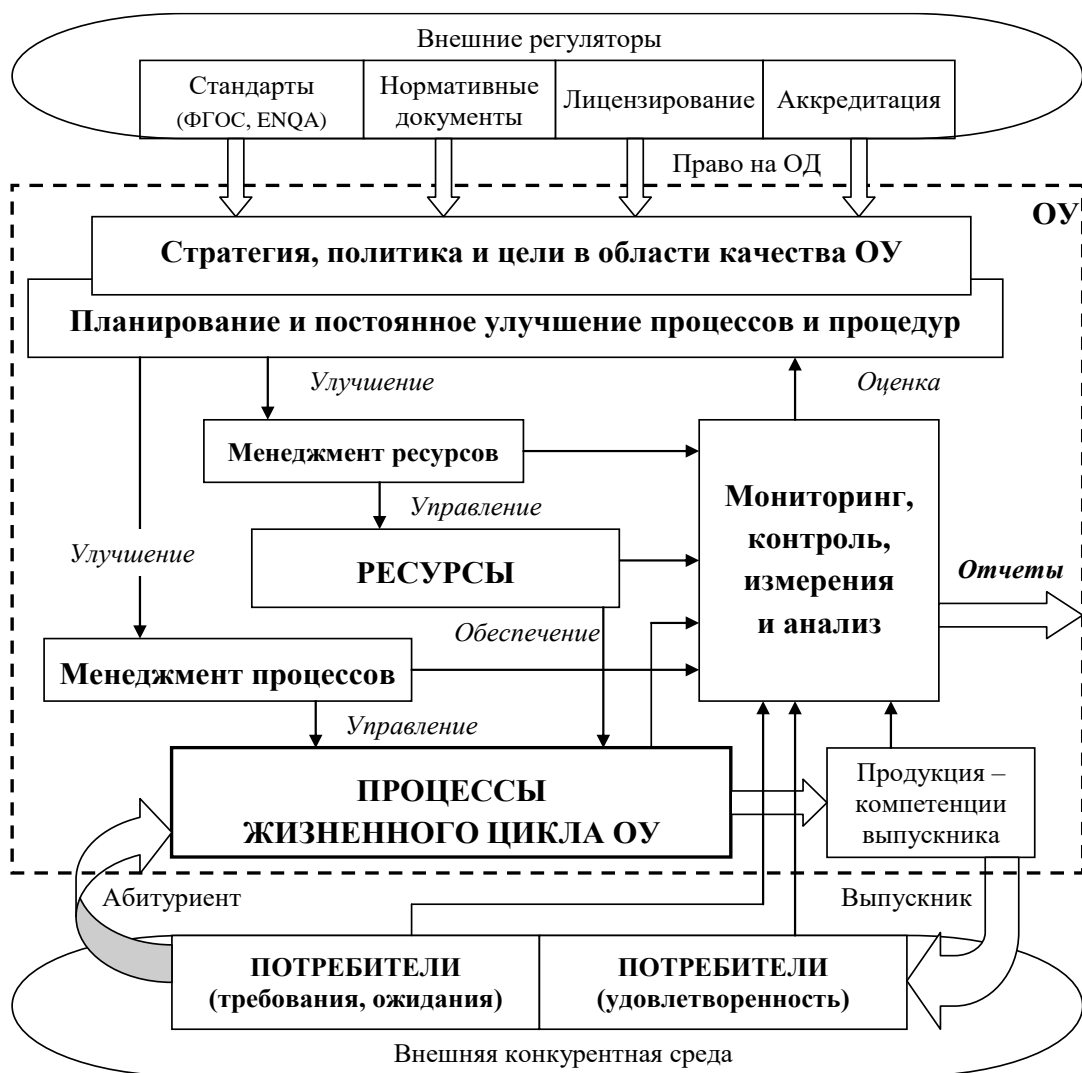 Внешние регуляторы
Стандарты
(ФГОС, ENQA)
Нормативные
документы
Лицензирование
Аккредитация
Право на ОД
ОУ
Стратегия, политика и цели в области качества ОУ
Планирование и постоянное улучшение процессов и процедур
Улучшение
Оценка
Менеджмент ресурсов
Управление
Мониторинг,
контроль,
измерения
и анализ
Улучшение
РЕСУРСЫ
Отчеты
Обеспечение
Менеджмент процессов
Управление
ПРОЦЕССЫ
ЖИЗНЕННОГО ЦИКЛА ОУ
Продукция –
компетенции
выпускника
Абитуриент
Выпускник
ПОТРЕБИТЕЛИ
(требования, ожидания)
ПОТРЕБИТЕЛИ
(удовлетворенность)
Внешняя конкурентная среда